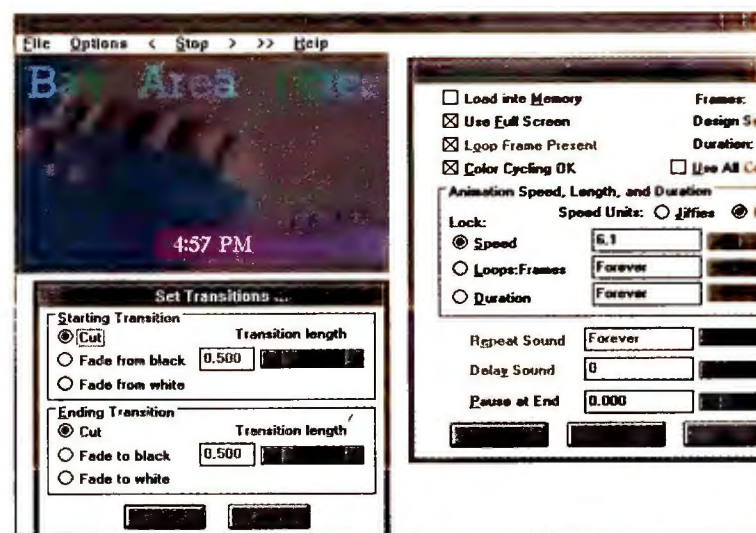 File Options < Stop > >> Help
Bay Area
4:57 PM
Set Transitions ...
Starting Transition
Cut
Transition length
Fade from black 0.500
Fade from white
Ending Transition
Cut
Transition length
Fade to black 0.500
Fade to white
Load into Memory
Frames:
Use Full Screen
Design
Loop Frame Present
Duration:
Color Cycling OK
Use All
Animation Speed, Length, and Duration
Lock:
Speed Units: Jiffies
Speed 6.1
Loops:Frames Forever
Duration Forever
Repeat Sound Forever
Delay Sound 0
Pause at End 0.000